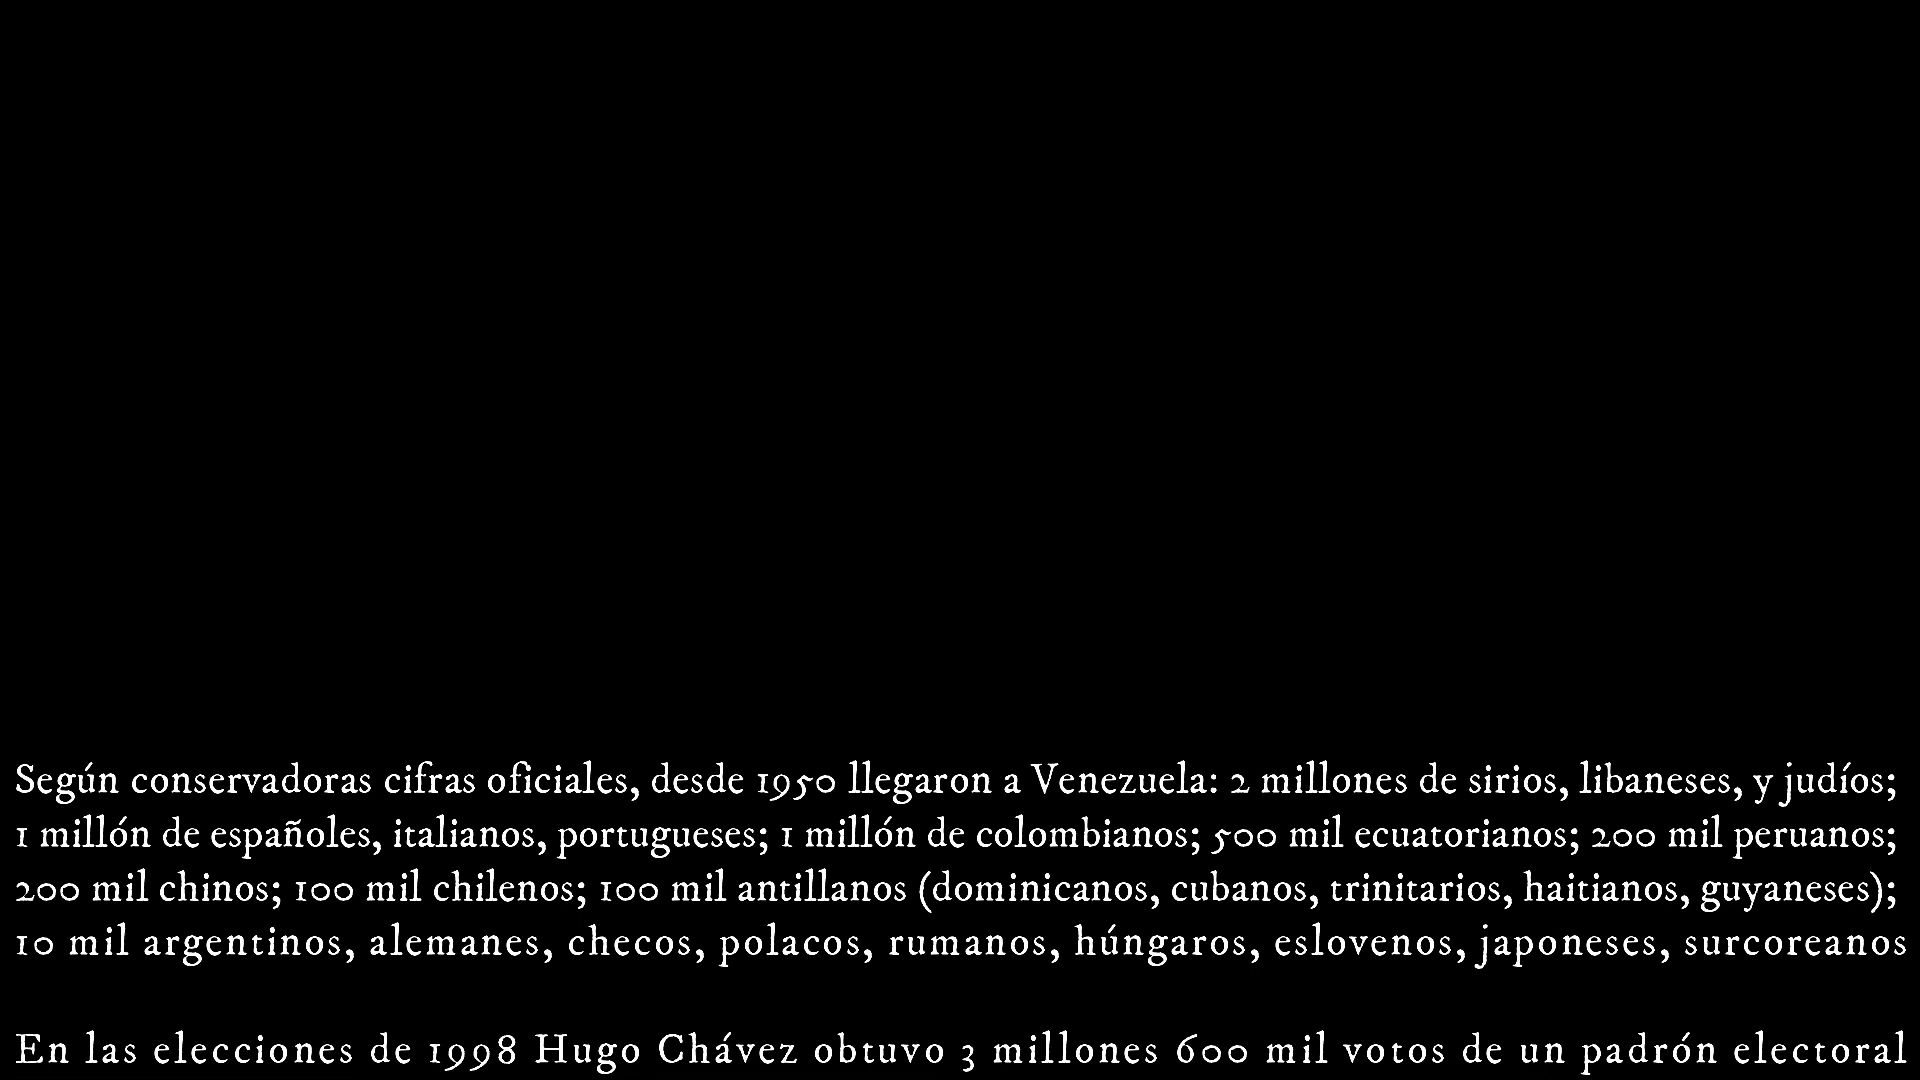 Según conservadoras cifras oficiales, desde 1950 llegaron a Venezuela: 2 millones de sirios, libaneses, y judíos;
1 millón de españoles, italianos, portugueses; 1 millón de colombianos; 500 mil ecuatorianos; 200 mil peruanos;
200 mil chinos; 100 mil chilenos; 100 mil antillanos (dominicanos, cubanos, trinitarios, haitianos, guyaneses);
10 mil argentinos, alemanes, checos, polacos, rumanos, húngaros, eslovenos, japoneses, surcoreanos
En las elecciones de 1998 Hugo Chávez obtuvo 3 millones 600 mil votos de un padrón electoral